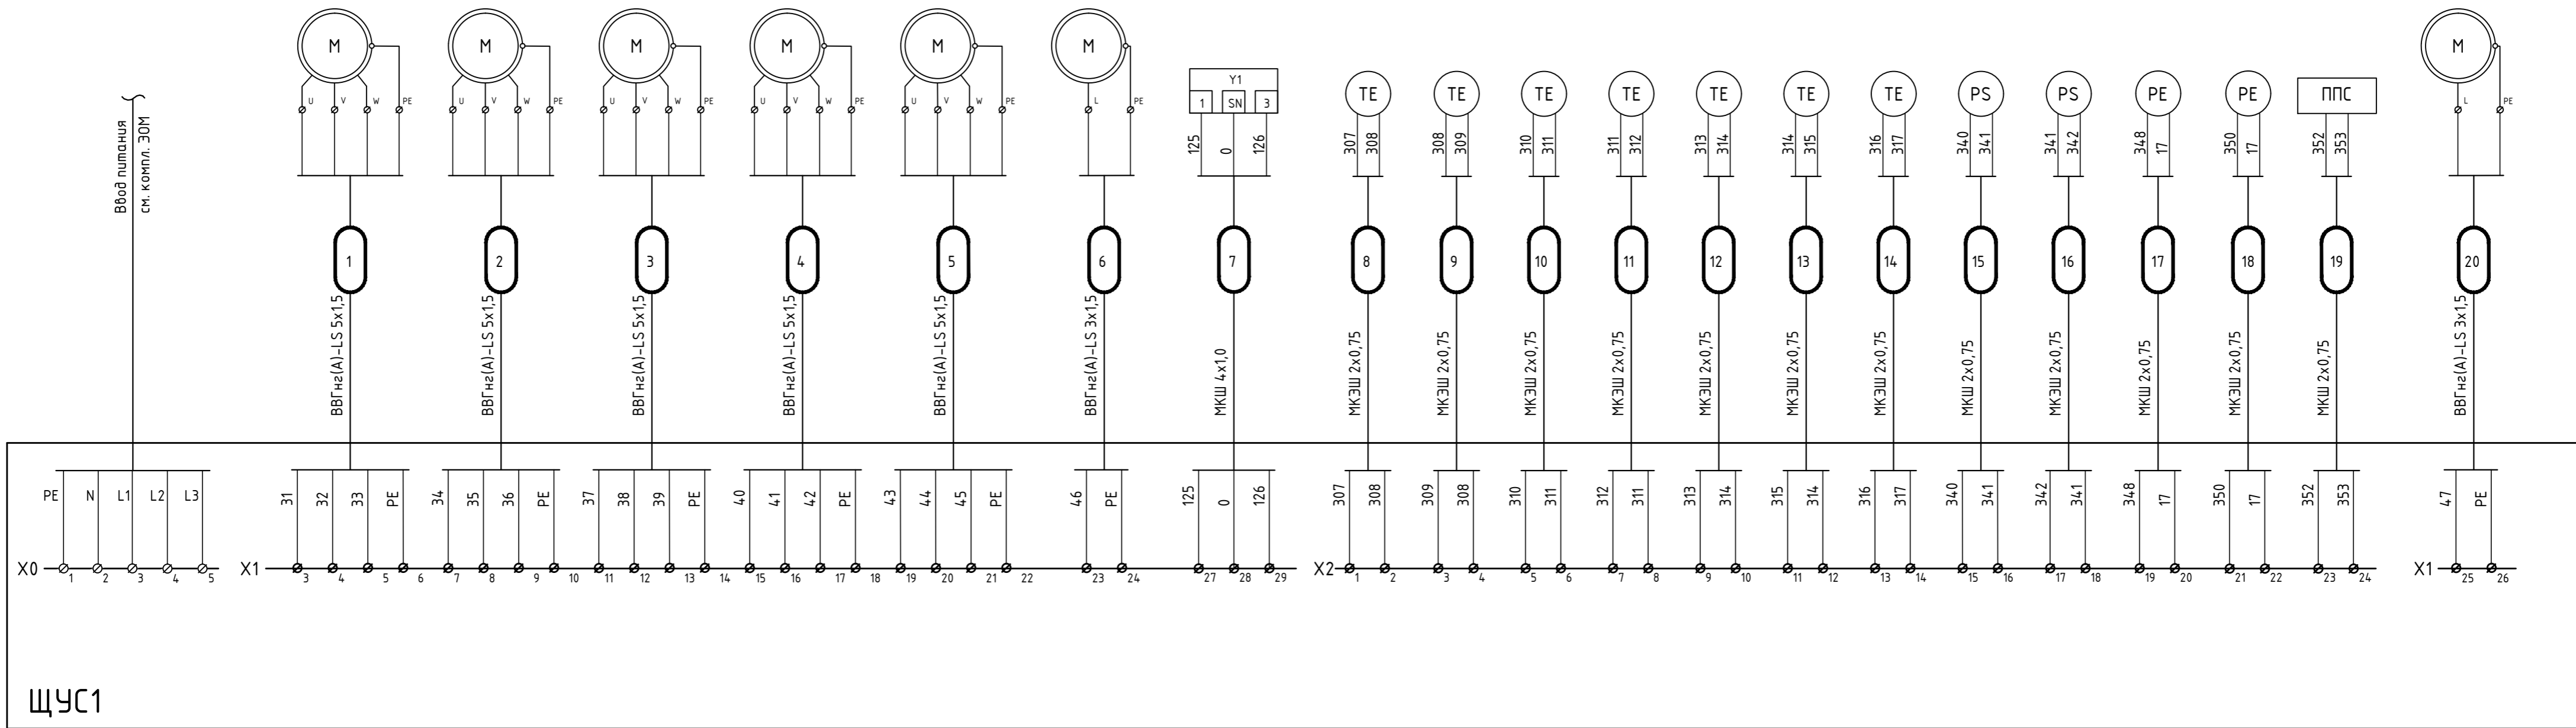 M M M M M M M
U V W PE U V W PE U V W PE U V W PE U V W PE L PE L PE
Y1
1 SN 3
TE TE TE TE TE TE TE PS PS PE PE ППС
Ввод питания
см. компл. ЭОМ
125 0 126 307 308 308 309 310 311 311 312 313 314 314 315 316 317 340 341 341 342 348 17 350 17 352 353
1 2 3 4 5 6 7 8 9 10 11 12 13 14 15 16 17 18 19 20
ВВГнг(А)-LS 5х1,5
ВВГнг(А)-LS 5х1,5
ВВГнг(А)-LS 5х1,5
ВВГнг(А)-LS 5х1,5
ВВГнг(А)-LS 5х1,5
ВВГнг(А)-LS 3х1,5
МКШ 4х1,0
МКЭШ 2х0,75
МКЭШ 2х0,75
МКЭШ 2х0,75
МКЭШ 2х0,75
МКЭШ 2х0,75
МКЭШ 2х0,75
МКЭШ 2х0,75
МКШ 2х0,75
МКЭШ 2х0,75
МКШ 2х0,75
МКЭШ 2х0,75
МКШ 2х0,75
ВВГнг(А)-LS 3х1,5
PE N L1 L2 L3 31 32 33 PE 34 35 36 PE 37 38 39 PE 40 41 42 PE 43 44 45 PE 46 PE 125 0 126 307 308 309 308 310 311 312 311 313 314 315 314 316 317 340 341 342 341 348 17 350 17 352 353 47 PE
X0 1 2 3 4 5 X1 3 4 5 6 7 8 9 10 11 12 13 14 15 16 17 18 19 20 21 22 23 24 27 28 29 X2 1 2 3 4 5 6 7 8 9 10 11 12 13 14 15 16 17 18 19 20 21 22 23 24 X1 25 26
ЩУС1